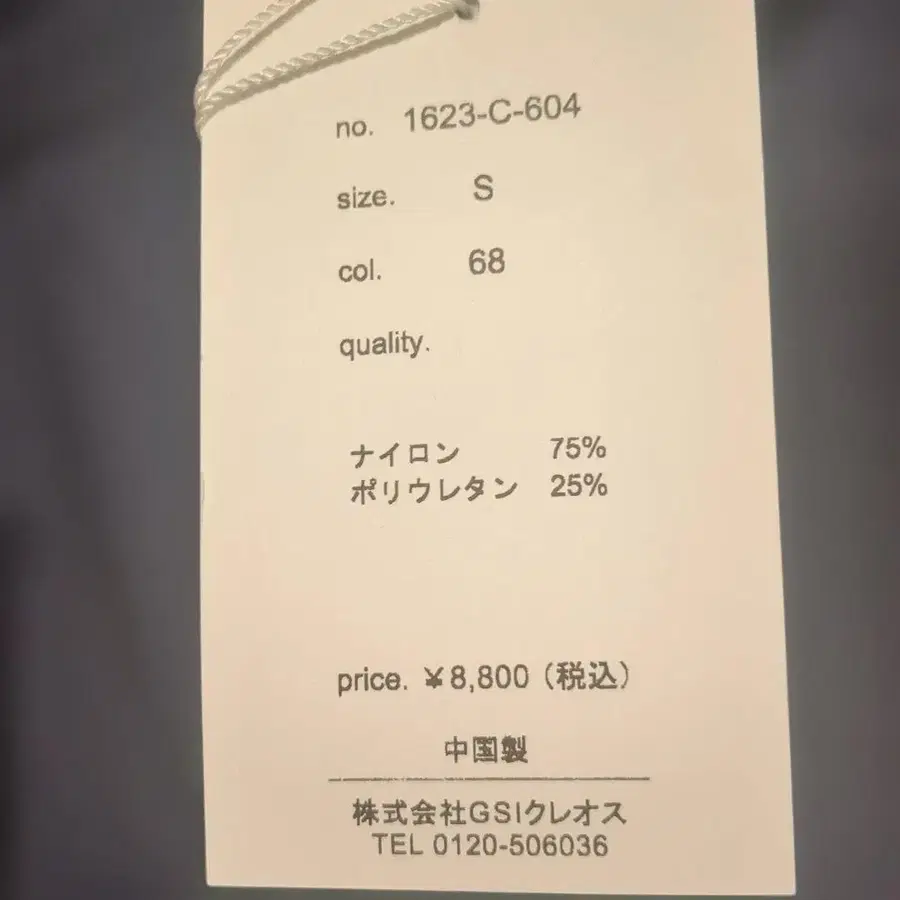 no. 1623-C-604
size. S
col. 68
quality.
ナイロン 75%
ポリウレタン 25%
price. ¥8,800（税込）
中国製
株式会社GSIクレオス
TEL 0120-506036